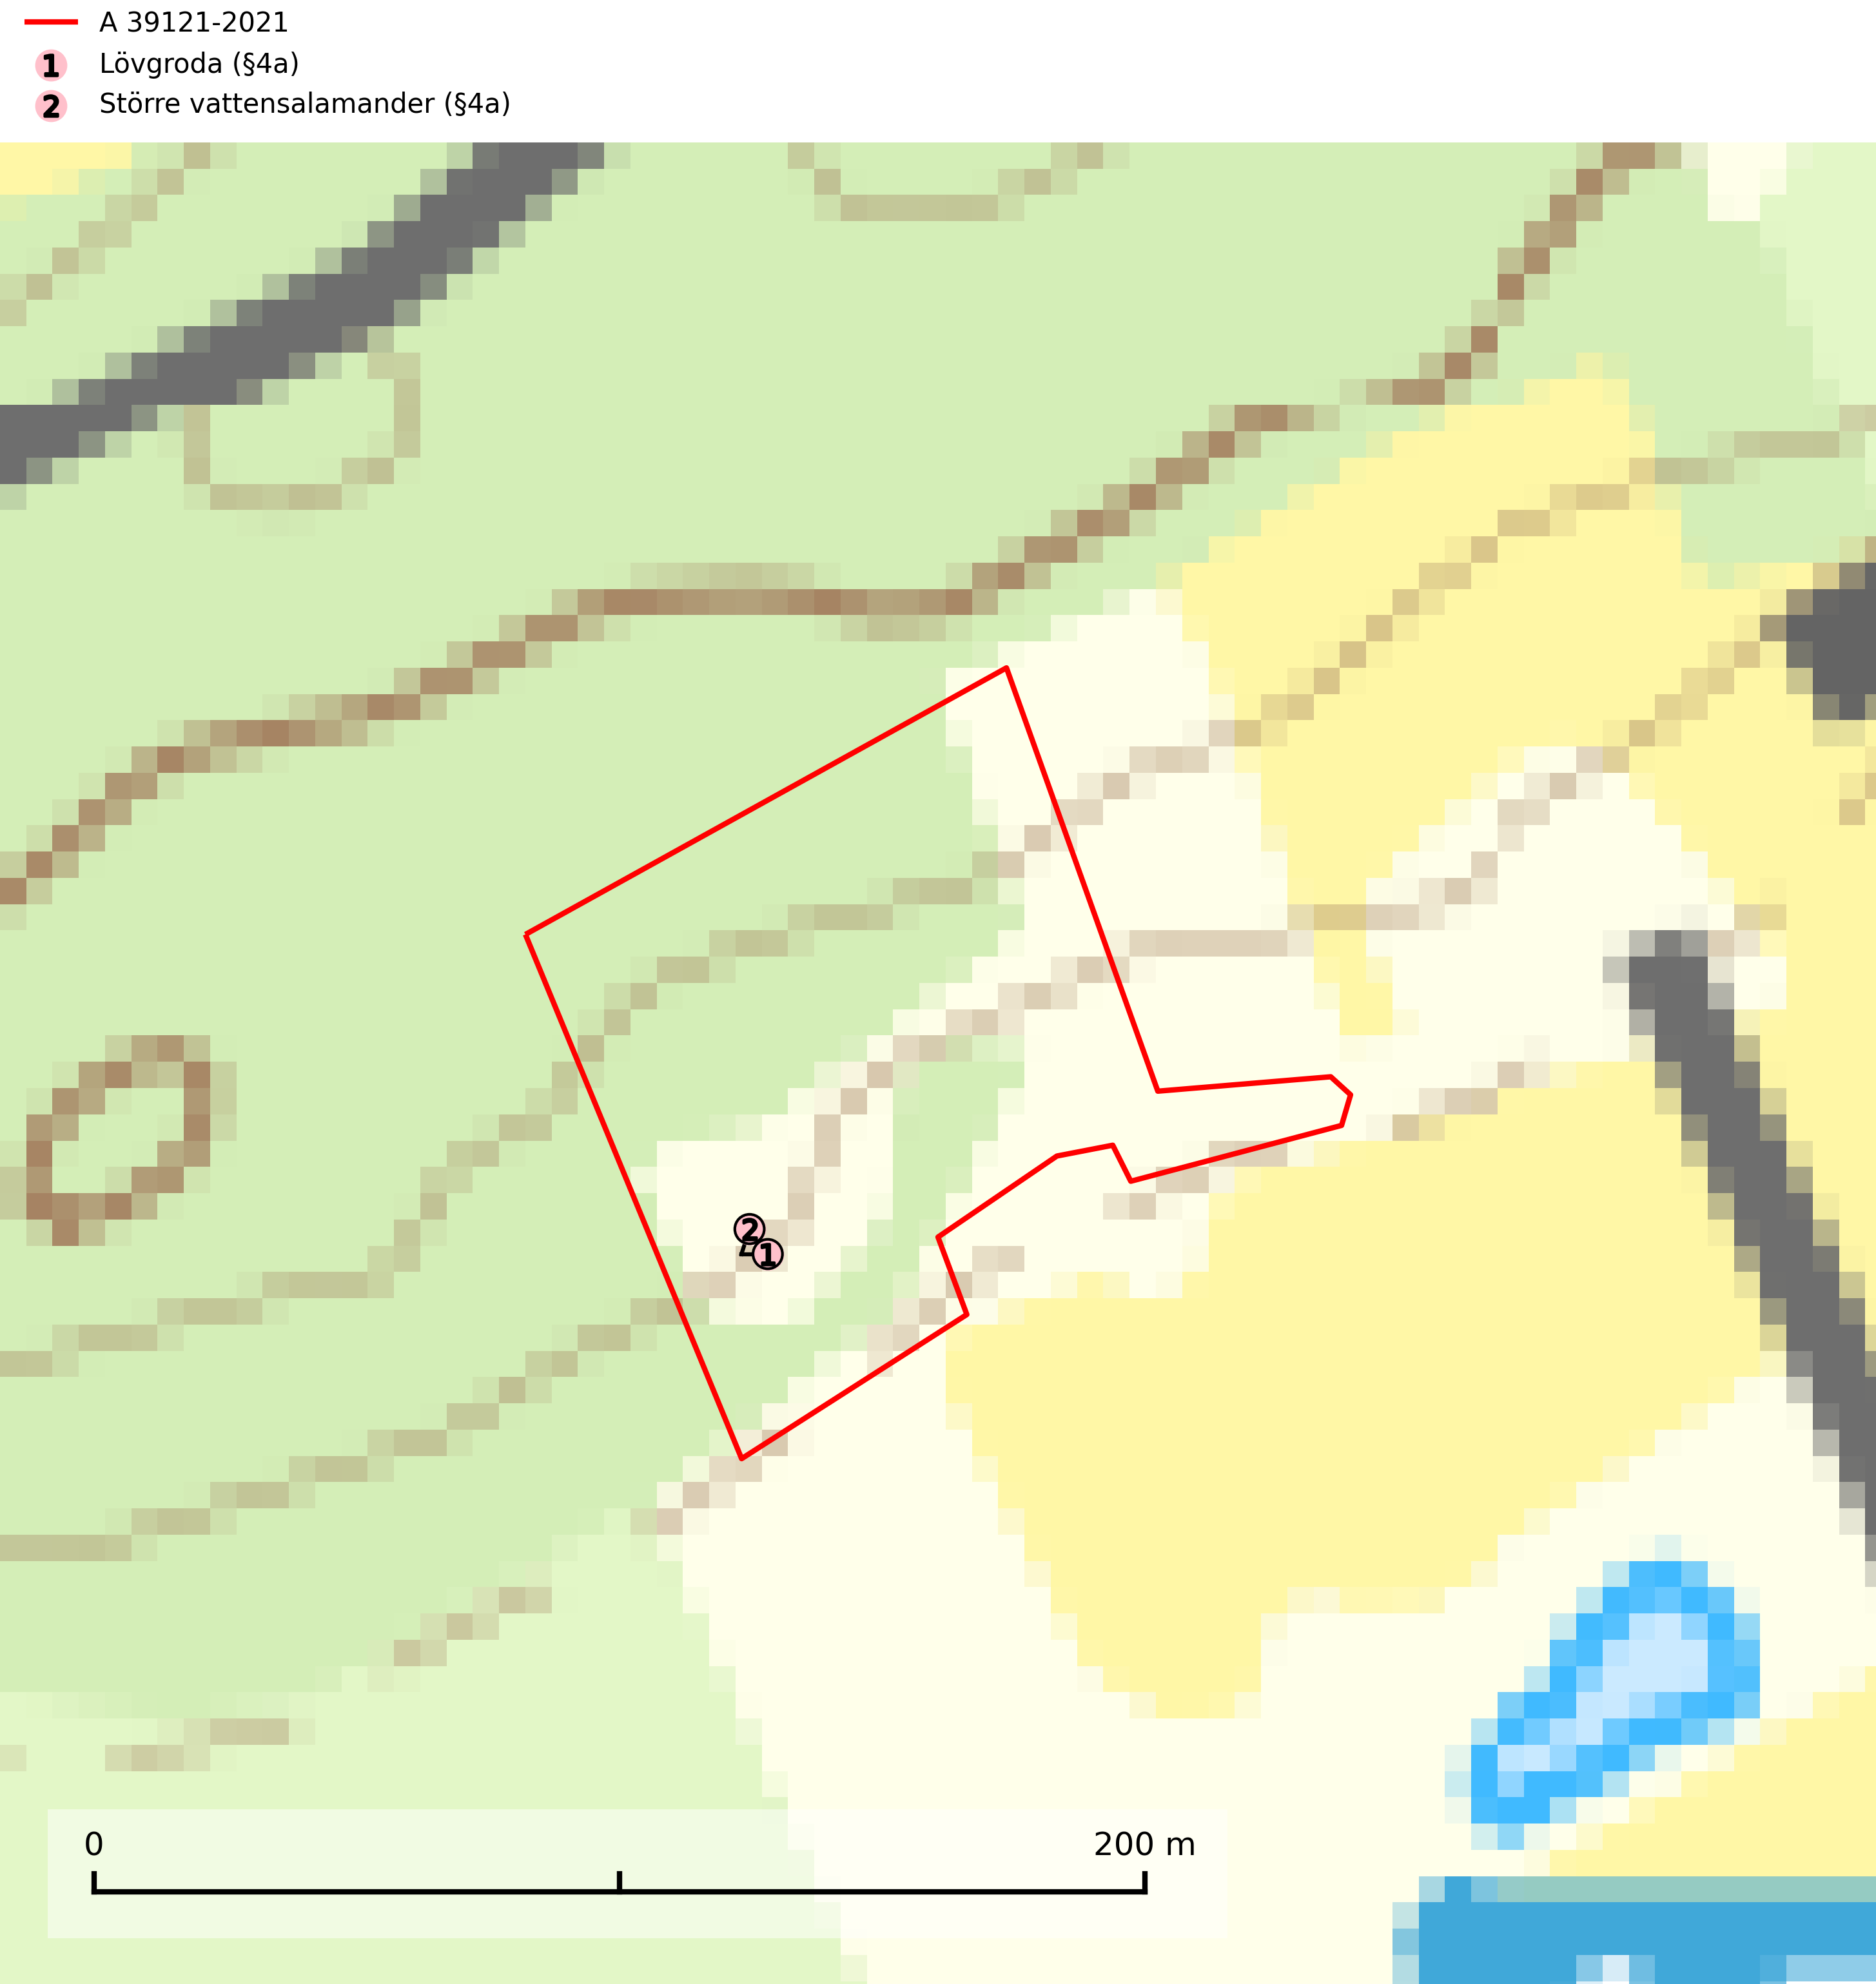 A 39121-2021
1 Lövgroda (§4a)
2 Större vattensalamander (§4a)
2
1
0 200 m